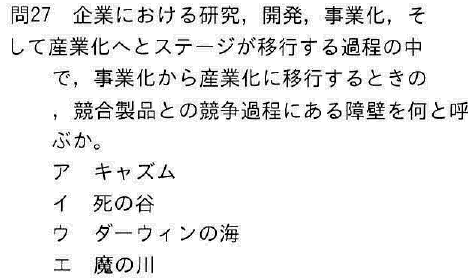 問27　企業における研究，開発，事業化，そ
して産業化へとステージが移行する過程の中
で，事業化から産業化に移行するときの
，競合製品との競争過程にある障壁を何と呼
ぶか。
ア　キャズム
イ　死の谷
ウ　ダーウィンの海
エ　魔の川